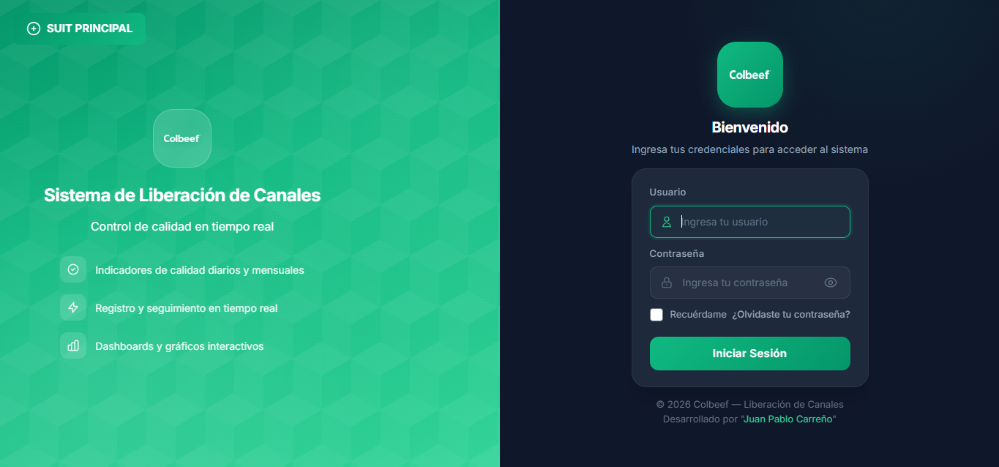 SUIT PRINCIPAL
Colbeef
Sistema de Liberación de Canales
Control de calidad en tiempo real
Indicadores de calidad diarios y mensuales
Registro y seguimiento en tiempo real
Dashboards y gráficos interactivos
Colbeef
Bienvenido
Ingresa tus credenciales para acceder al sistema
Usuario
Ingresa tu usuario
Contraseña
Ingresa tu contraseña
Recuérdame ¿Olvidaste tu contraseña?
Iniciar Sesión
© 2026 Colbeef — Liberación de Canales
Desarrollado por "Juan Pablo Carreño"